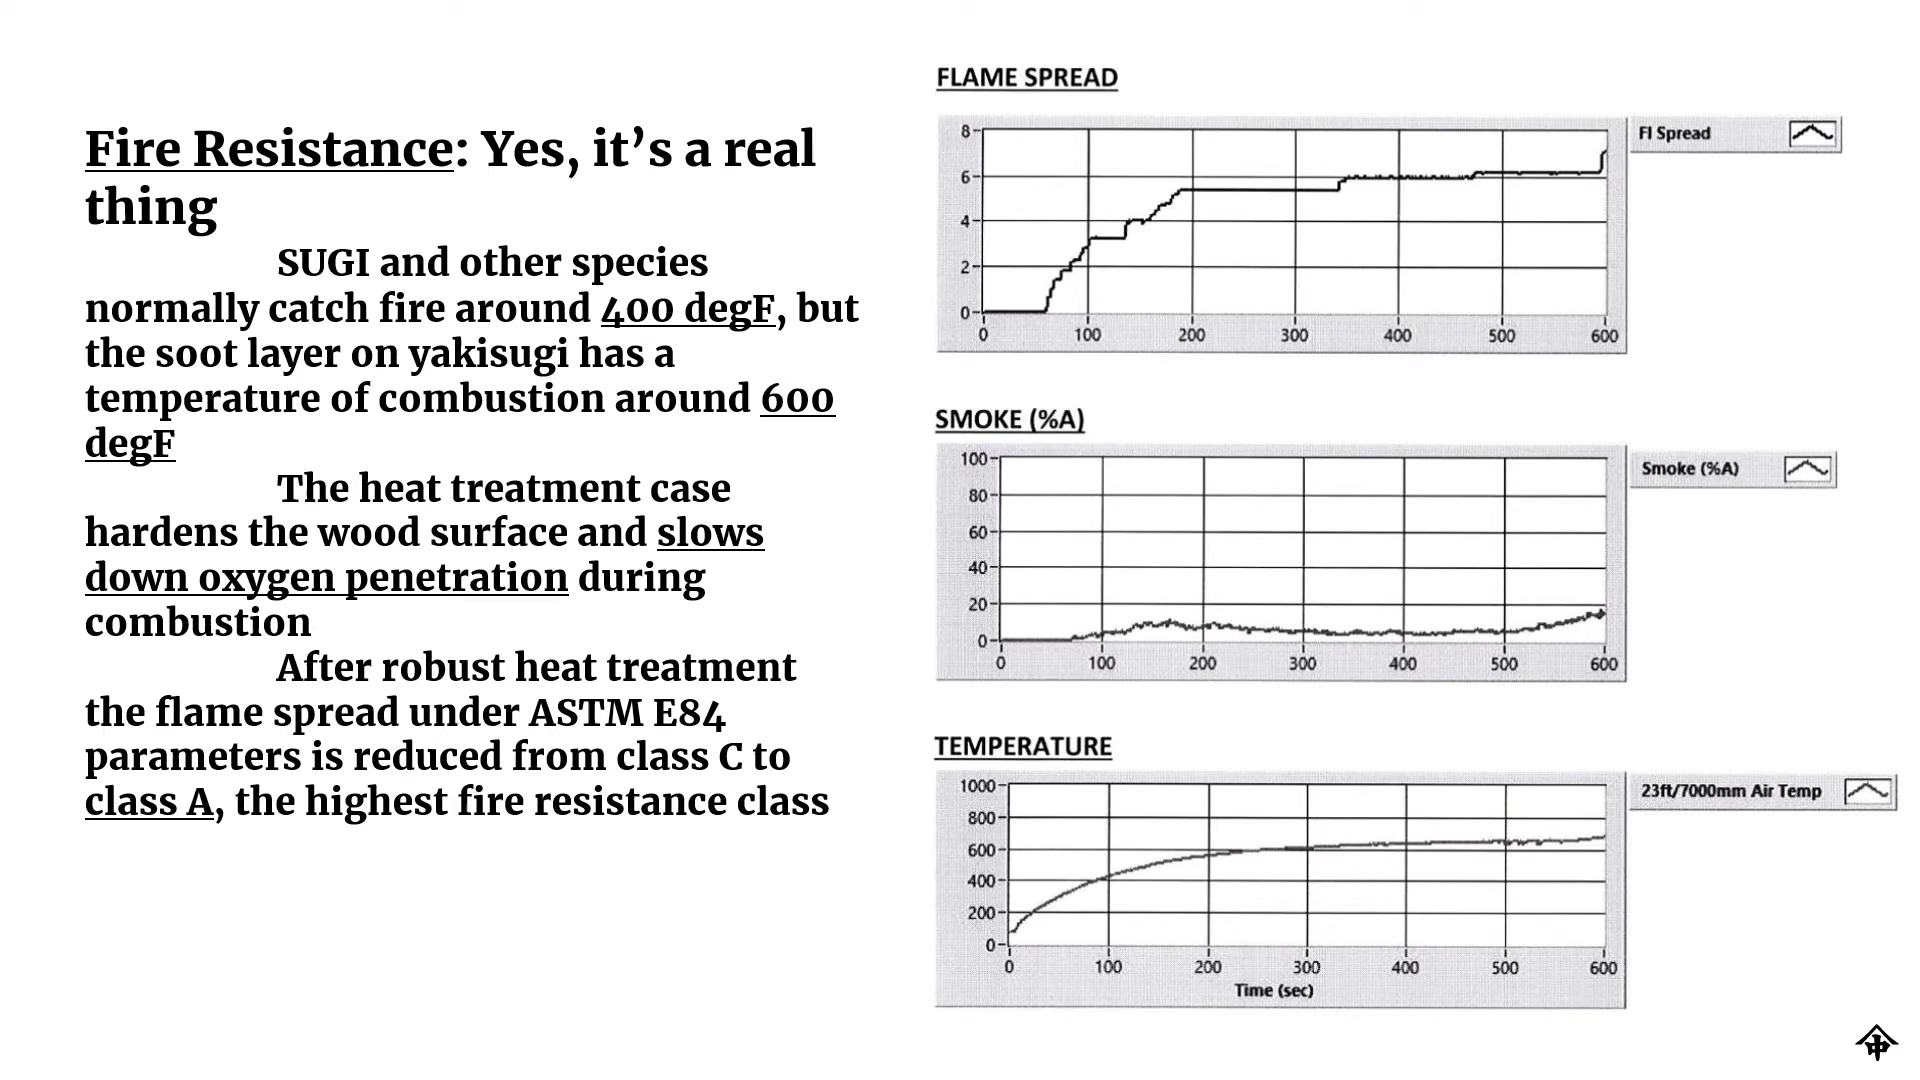 Fire Resistance: Yes, it’s a real
thing
SUGI and other species
normally catch fire around 400 degF, but
the soot layer on yakisugi has a
temperature of combustion around 600
degF
The heat treatment case
hardens the wood surface and slows
down oxygen penetration during
combustion
After robust heat treatment
the flame spread under ASTM E84
parameters is reduced from class C to
class A, the highest fire resistance class
FLAME SPREAD
Fl Spread
8
6
4
2
0
0 100 200 300 400 500 600
SMOKE (%A)
Smoke (%A)
100
80
60
40
20
0
0 100 200 300 400 500 600
TEMPERATURE
23ft/7000mm Air Temp
1000
800
600
400
200
0
0 100 200 300 400 500 600
Time (sec)